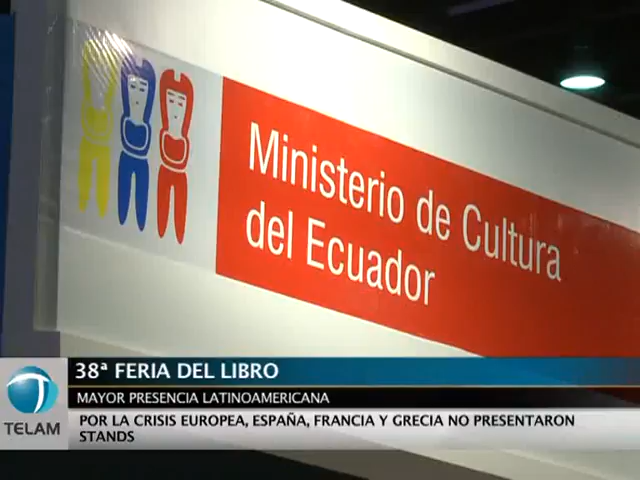 Ministerio de Cultura
del Ecuador
38ª FERIA DEL LIBRO
MAYOR PRESENCIA LATINOAMERICANA
POR LA CRISIS EUROPEA, ESPAÑA, FRANCIA Y GRECIA NO PRESENTARON
STANDS
TELAM